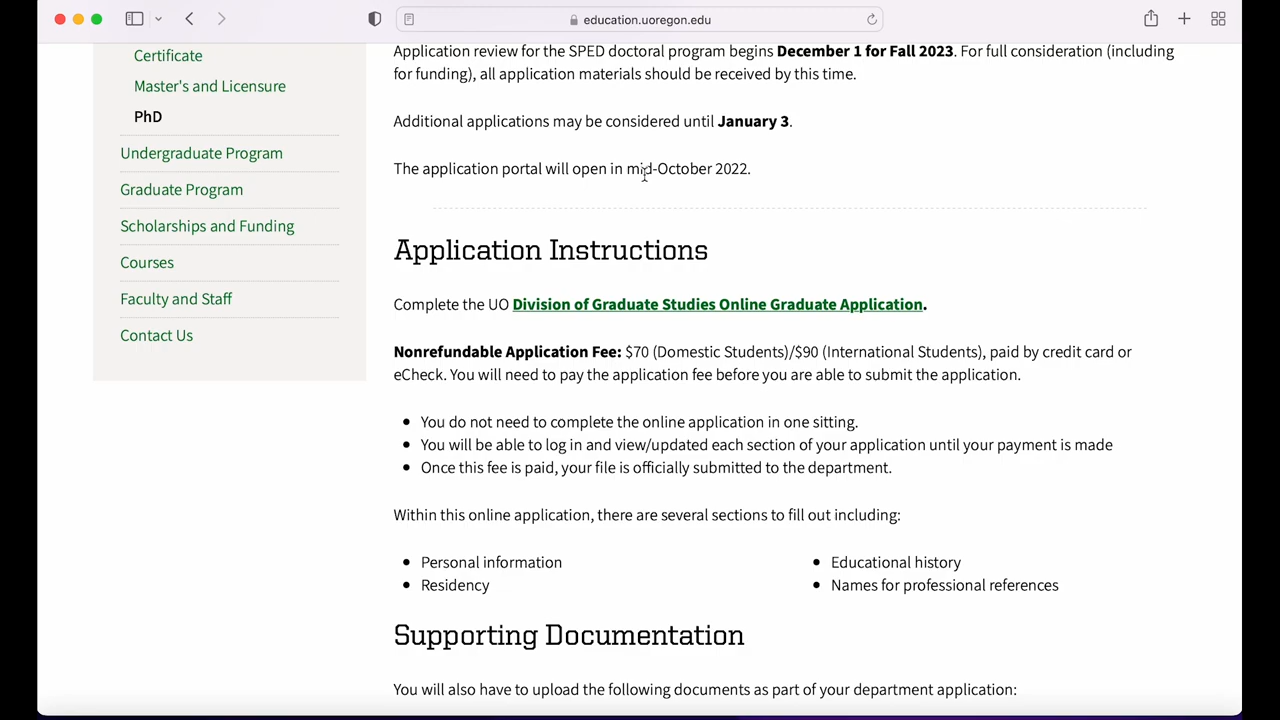 education.uoregon.edu
Certificate
Master's and Licensure
PhD
Undergraduate Program
Graduate Program
Scholarships and Funding
Courses
Faculty and Staff
Contact Us
Application review for the SPED doctoral program begins December 1 for Fall 2023. For full consideration (including
for funding), all application materials should be received by this time.
Additional applications may be considered until January 3.
The application portal will open in mid-October 2022.
Application Instructions
Complete the UO Division of Graduate Studies Online Graduate Application.
Nonrefundable Application Fee: $70 (Domestic Students)/$90 (International Students), paid by credit card or
eCheck. You will need to pay the application fee before you are able to submit the application.
• You do not need to complete the online application in one sitting.
• You will be able to log in and view/updated each section of your application until your payment is made
• Once this fee is paid, your file is officially submitted to the department.
Within this online application, there are several sections to fill out including:
• Personal information
• Residency
• Educational history
• Names for professional references
Supporting Documentation
You will also have to upload the following documents as part of your department application: